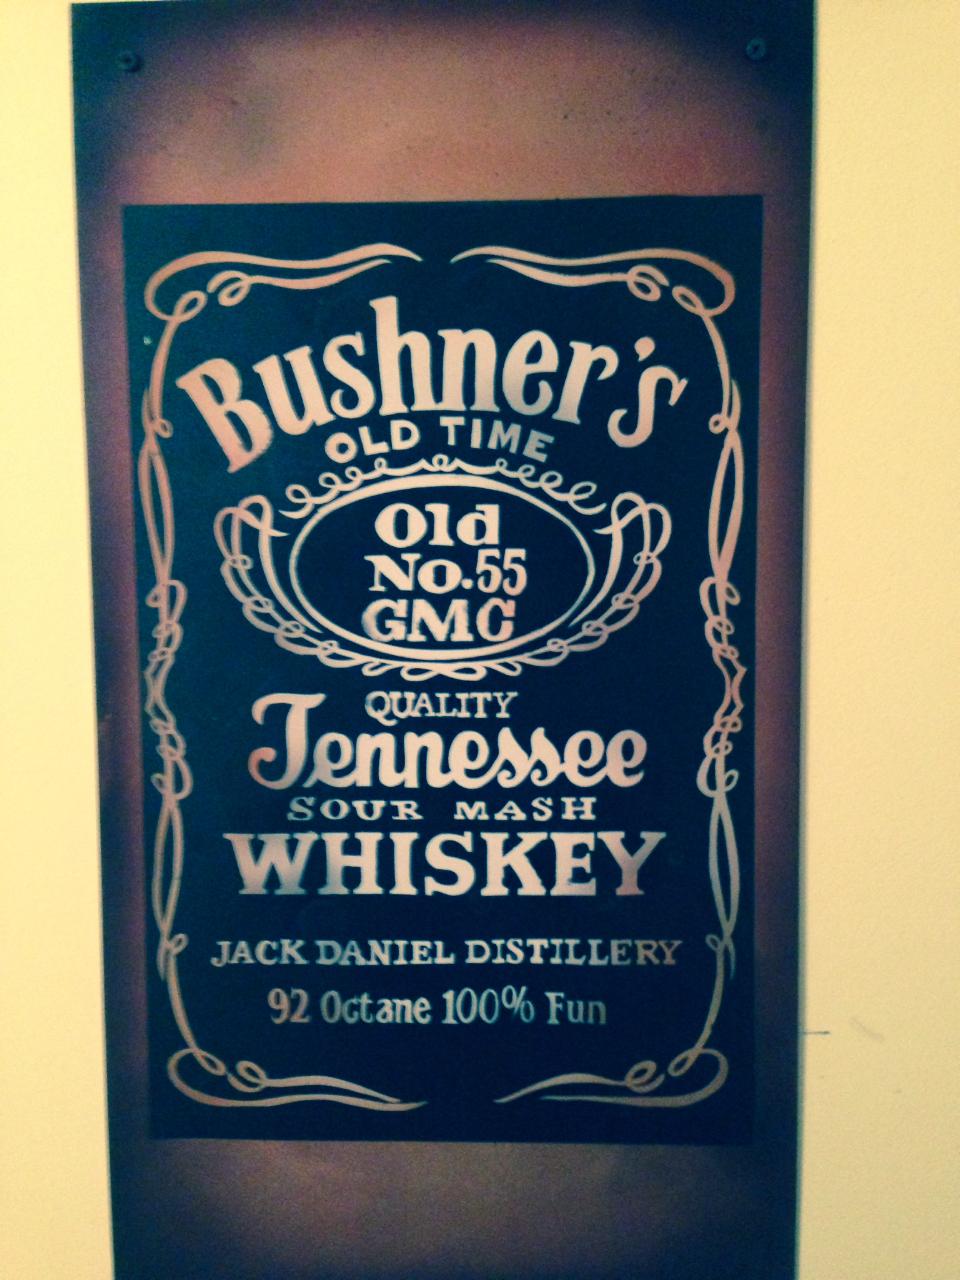 Bushner's
OLD TIME
Old
No.55
GMC
QUALITY
Tennessee
SOUR MASH
WHISKEY
JACK DANIEL DISTILLERY
92 Octane 100% Fun